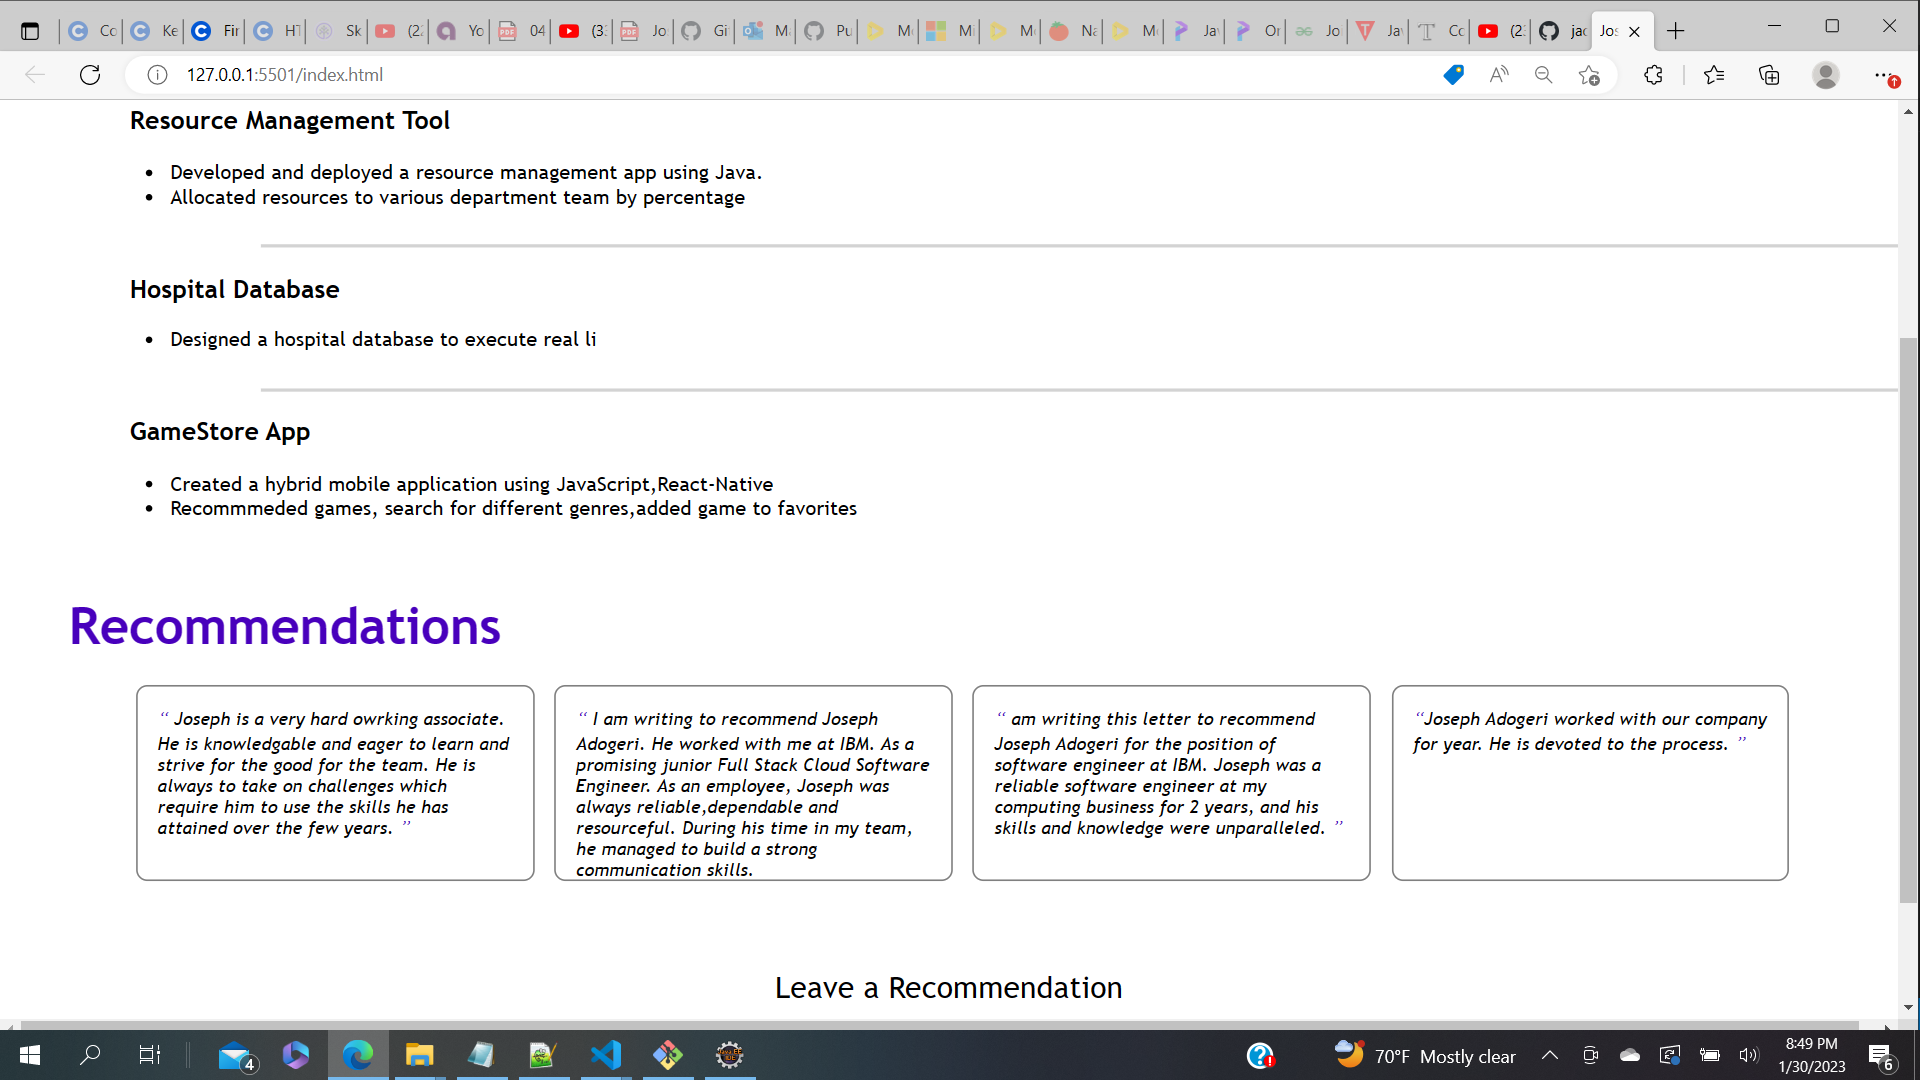 Co
Ke
Fir
HT
Sk
(22
Yo
04
(33
Jo
Gi
M
Pu
M
Mi
M
Na
M
Ja
Or
Jo
Ja
Co
(23
jac
Jos
127.0.0.1:5501/index.html
Resource Management Tool
• Developed and deployed a resource management app using Java.
• Allocated resources to various department team by percentage
Hospital Database
• Designed a hospital database to execute real li
GameStore App
• Created a hybrid mobile application using JavaScript,React-Native
• Recommmeded games, search for different genres,added game to favorites
Recommendations
“ Joseph is a very hard owrking associate.
He is knowledgable and eager to learn and
strive for the good for the team. He is
always to take on challenges which
require him to use the skills he has
attained over the few years. ”
“ I am writing to recommend Joseph
Adogeri. He worked with me at IBM. As a
promising junior Full Stack Cloud Software
Engineer. As an employee, Joseph was
always reliable,dependable and
resourceful. During his time in my team,
he managed to build a strong
communication skills.
“ am writing this letter to recommend
Joseph Adogeri for the position of
software engineer at IBM. Joseph was a
reliable software engineer at my
computing business for 2 years, and his
skills and knowledge were unparalleled. ”
“Joseph Adogeri worked with our company
for year. He is devoted to the process. ”
Leave a Recommendation
4
70°F Mostly clear
8:49 PM
1/30/2023
6